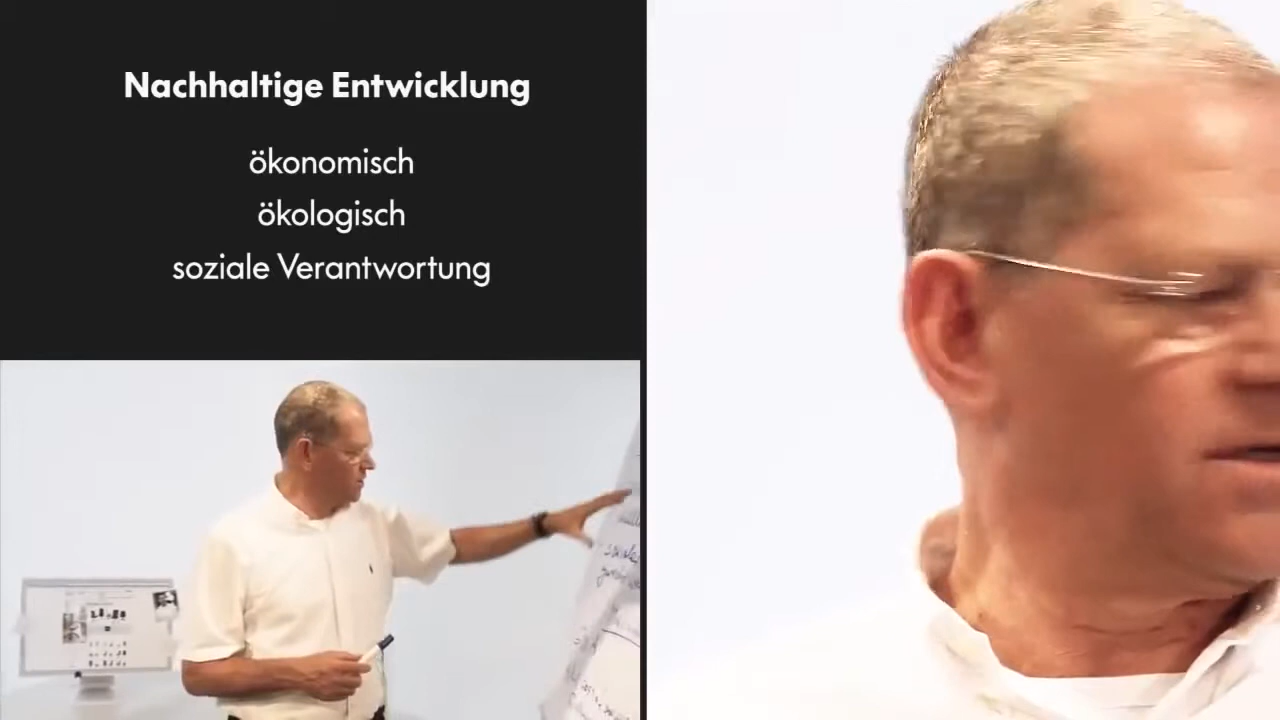 Nachhaltige Entwicklung
ökonomisch
ökologisch
soziale Verantwortung